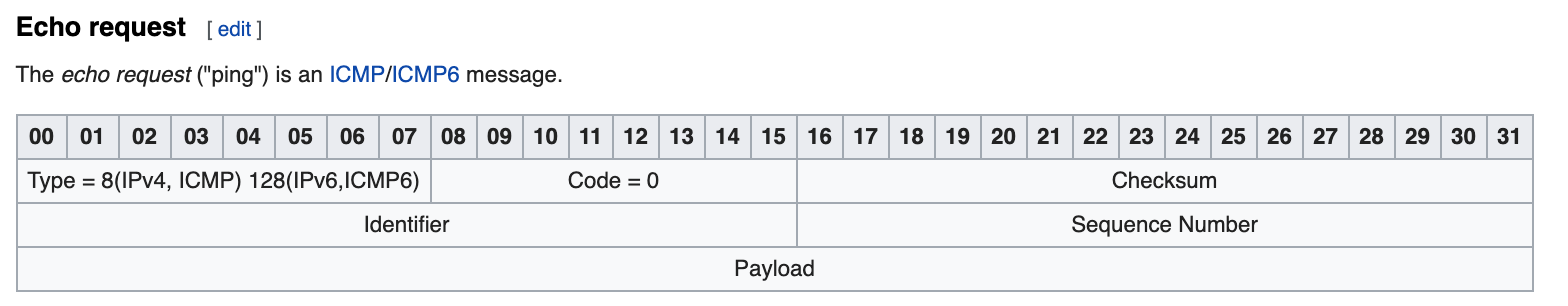 Echo request [ edit ]
The echo request ("ping") is an ICMP/ICMP6 message.
00 01 02 03 04 05 06 07 08 09 10 11 12 13 14 15 16 17 18 19 20 21 22 23 24 25 26 27 28 29 30 31
Type = 8(IPv4, ICMP) 128(IPv6,ICMP6) Code = 0 Checksum
Identifier Sequence Number
Payload